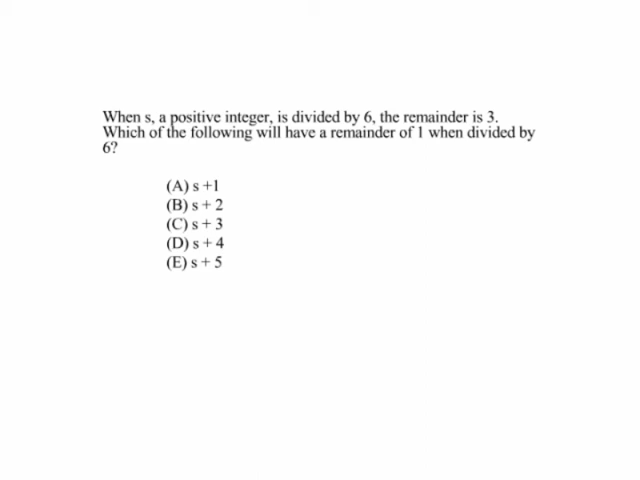 When s, a positive integer, is divided by 6, the remainder is 3.
Which of the following will have a remainder of 1 when divided by
6?
(A) s +1
(B) s + 2
(C) s + 3
(D) s + 4
(E) s + 5